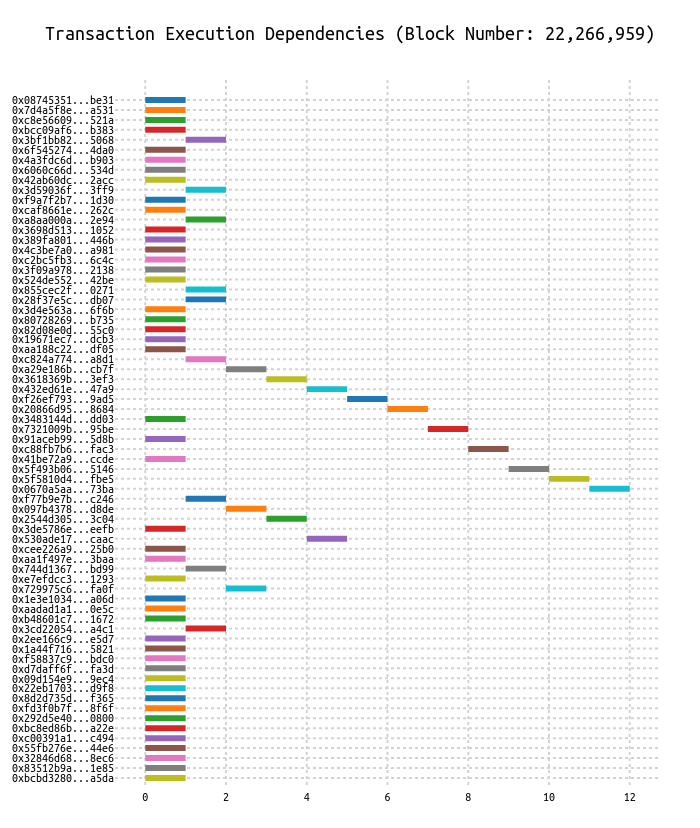 Transaction Execution Dependencies (Block Number: 22,266,959)
0x08745351...be31
0x7d4a5f8e...a531
0xc8e56609...521a
0xbcc09af6...b383
0x3bf1bb82...5068
0x6f545274...4da0
0x4a3fdc6d...b903
0x6060c66d...534d
0x42ab60dc...2acc
0x3d59036f...3ff9
0xf9a7f2b7...1d30
0xcaf8661e...262c
0xa8aa000a...2e94
0x3698d513...1052
0x389fa801...446b
0x4c3be7a0...a981
0xc2bc5fb3...6c4c
0x3f09a978...2138
0x524de552...42be
0x855cec2f...0271
0x28f37e5c...db07
0x3d4e563a...6f6b
0x80728269...b735
0x82d08e0d...55c0
0x19671ec7...dcb3
0xaa188c22...df05
0xc824a774...a8d1
0xa29e186b...cb7f
0x3618369b...3ef3
0x432ed61e...47a9
0xf26ef793...9ad5
0x20866d95...8684
0x3483144d...dd03
0x7321009b...95be
0x91aceb99...5d8b
0xc88fb7b6...fac3
0x41be72a9...ccde
0x5f493b06...5146
0x5f5810d4...fbe5
0x0670a5aa...73ba
0xf77b9e7b...c246
0x097b4378...d8de
0x2544d305...3c04
0x3de5786e...eefb
0x530ade17...caac
0xcee226a9...25b0
0xaa1f497e...3baa
0x744d1367...bd99
0xe7efdcc3...1293
0x729975c6...fa0f
0x1e3e1034...a06d
0xaadad1a1...0e5c
0xb48601c7...1672
0x3cd22054...a4c1
0x2ee166c9...e5d7
0x1a44f716...5821
0xf58837c9...bdc0
0xd7daff6f...fa3d
0x09d154e9...9ec4
0x22eb1703...d9f8
0x8d2d735d...f365
0xfd3f0b7f...8f6f
0x292d5e40...0800
0xbc8ed86b...a22e
0xc00391a1...c494
0x55fb276e...44e6
0x32846d68...8ec6
0x83512b9a...1e85
0xbcbd3280...a5da
0 2 4 6 8 10 12